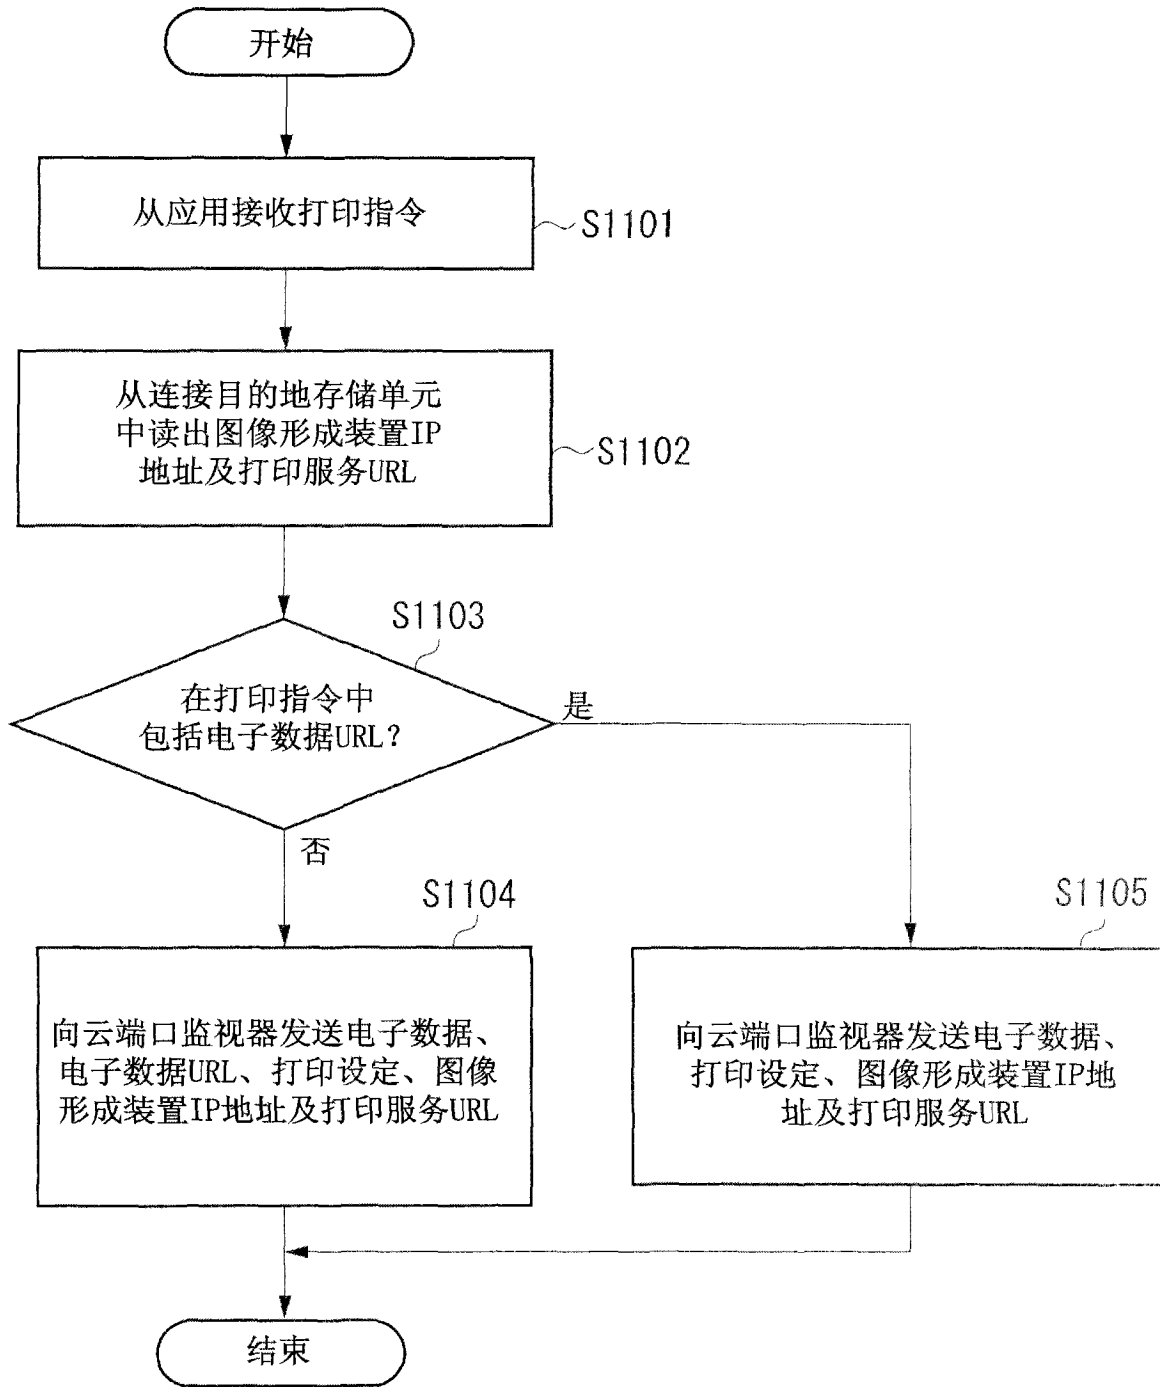 开始
从应用接收打印指令
S1101
从连接目的地存储单元
中读出图像形成装置IP
地址及打印服务URL
S1102
S1103
在打印指令中
包括电子数据URL？
是
否
S1104
向云端口监视器发送电子数据、
电子数据URL、打印设定、图像
形成装置IP地址及打印服务URL
S1105
向云端口监视器发送电子数据、
打印设定、图像形成装置IP地
址及打印服务URL
结束